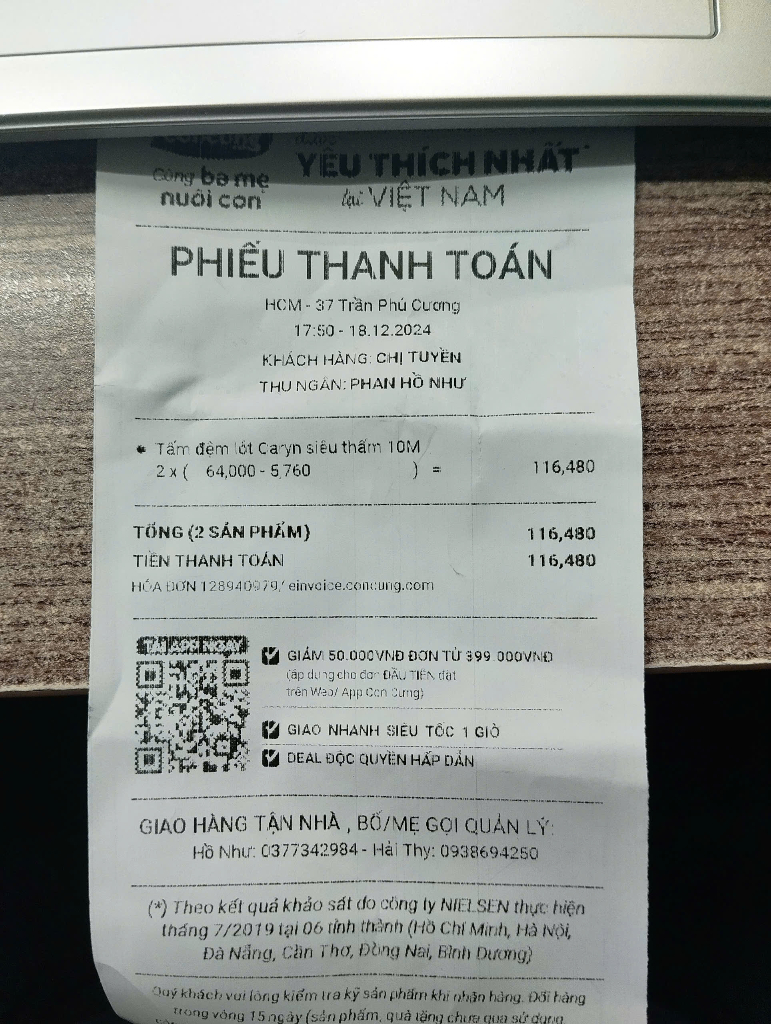 Cùng ba mẹ
nuôi con
YÊU THÍCH NHẤT*
tại VIỆT NAM
PHIẾU THANH TOÁN
HCM - 37 Trần Phú Cương
17:50 - 18.12.2024
KHÁCH HÀNG: CHỊ TUYỀN
THU NGÂN: PHAN HỒ NHƯ
Tấm đệm lót Caryn siêu thấm 10M
2 x ( 64,000 - 5,760 ) = 116,480
TỔNG (2 SẢN PHẨM) 116,480
TIỀN THANH TOÁN 116,480
HÓA ĐƠN 128940979/ einvoice.concung.com
TẢI APP NGAY
GIẢM 50.000VNĐ ĐƠN TỪ 399.000VNĐ
(áp dụng cho đơn ĐẦU TIÊN đặt
trên Web/ App Con Cưng)
GIAO NHANH SIÊU TỐC 1 GIỜ
DEAL ĐỘC QUYỀN HẤP DẪN
GIAO HÀNG TẬN NHÀ , BỐ/MẸ GỌI QUẢN LÝ:
Hồ Như: 0377342984 - Hải Thy: 0938694250
(*) Theo kết quả khảo sát do công ty NIELSEN thực hiện
tháng 7/2019 tại 06 tỉnh thành (Hồ Chí Minh, Hà Nội,
Đà Nẵng, Cần Thơ, Đồng Nai, Bình Dương)
Quý khách vui lòng kiểm tra kỹ sản phẩm khi nhận hàng. Đổi hàng
trong vòng 15 ngày (sản phẩm, quà tặng chưa qua sử dụng,